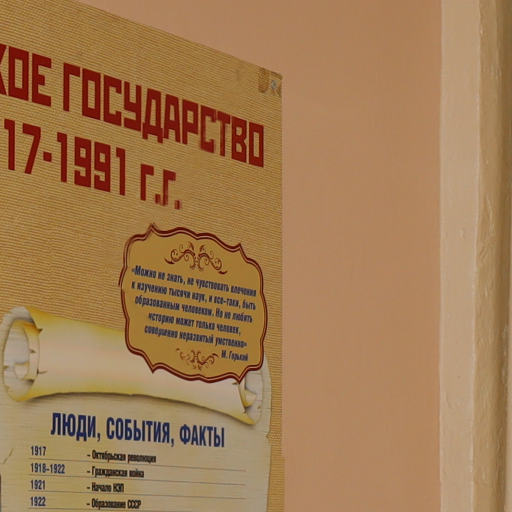 КОЕ ГОСУДАРСТВО
17-1991 г.г.
«Можно не знать, не чувствовать влечения
к изучению тысячи наук, и все-таки, быть
образованным человеком. Но не любить
историю может только человек,
совершенно неразвитый умственно»
М. Горький
ЛЮДИ, СОБЫТИЯ, ФАКТЫ
1917 – Октябрьская революция
1918-1922 – Гражданская война
1921 – Начало НЭП
1922 – Образование СССР